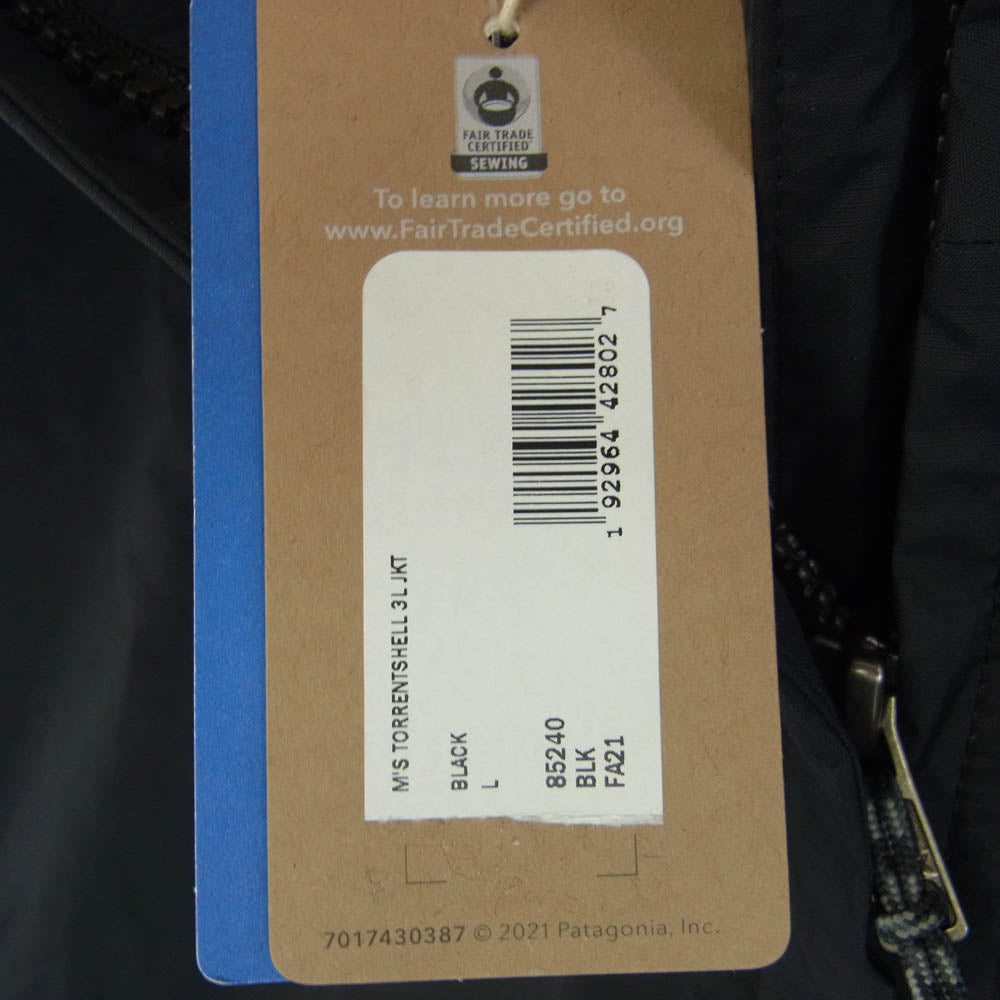 FAIR TRADE
CERTIFIED
SEWING
To learn more go to
www.FairTradeCertified.org
1 92964 42802 7
M'S TORRENTSHELL 3L JKT
BLACK
L
85240
BLK
FA21
7017430387 © 2021 Patagonia, Inc.